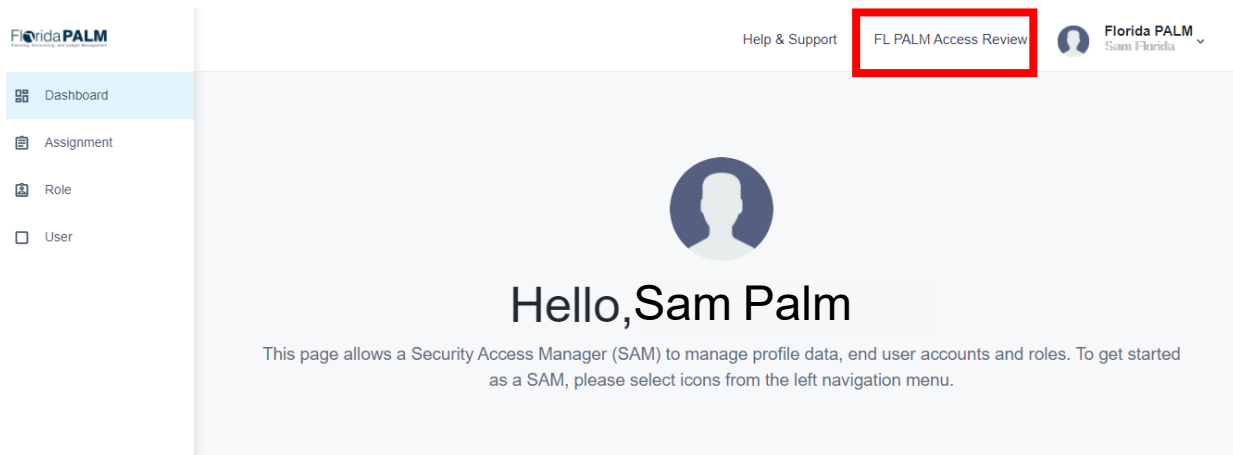 Florida PALM
Planning, Accounting, and Ledger Management
Help & Support
FL PALM Access Review
Florida PALM
Sam Florida
Dashboard
Assignment
Role
User
Hello,Sam Palm
This page allows a Security Access Manager (SAM) to manage profile data, end user accounts and roles. To get started
as a SAM, please select icons from the left navigation menu.